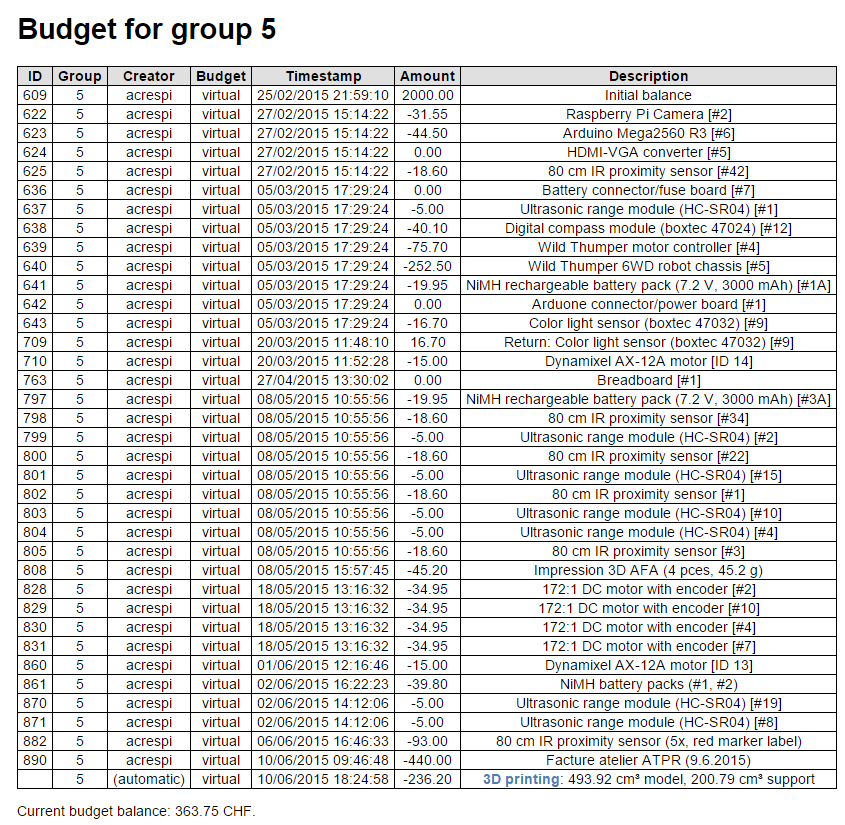 Budget for group 5
ID Group Creator Budget Timestamp Amount Description
609 5 acrespi virtual 25/02/2015 21:59:10 2000.00 Initial balance
622 5 acrespi virtual 27/02/2015 15:14:22 -31.55 Raspberry Pi Camera [#2]
623 5 acrespi virtual 27/02/2015 15:14:22 -44.50 Arduino Mega2560 R3 [#6]
624 5 acrespi virtual 27/02/2015 15:14:22 0.00 HDMI-VGA converter [#5]
625 5 acrespi virtual 27/02/2015 15:14:22 -18.60 80 cm IR proximity sensor [#42]
636 5 acrespi virtual 05/03/2015 17:29:24 0.00 Battery connector/fuse board [#7]
637 5 acrespi virtual 05/03/2015 17:29:24 -5.00 Ultrasonic range module (HC-SR04) [#1]
638 5 acrespi virtual 05/03/2015 17:29:24 -40.10 Digital compass module (boxtec 47024) [#12]
639 5 acrespi virtual 05/03/2015 17:29:24 -75.70 Wild Thumper motor controller [#4]
640 5 acrespi virtual 05/03/2015 17:29:24 -252.50 Wild Thumper 6WD robot chassis [#5]
641 5 acrespi virtual 05/03/2015 17:29:24 -19.95 NiMH rechargeable battery pack (7.2 V, 3000 mAh) [#1A]
642 5 acrespi virtual 05/03/2015 17:29:24 0.00 Arduone connector/power board [#1]
643 5 acrespi virtual 05/03/2015 17:29:24 -16.70 Color light sensor (boxtec 47032) [#9]
709 5 acrespi virtual 20/03/2015 11:48:10 16.70 Return: Color light sensor (boxtec 47032) [#9]
710 5 acrespi virtual 20/03/2015 11:52:28 -15.00 Dynamixel AX-12A motor [ID 14]
763 5 acrespi virtual 27/04/2015 13:30:02 0.00 Breadboard [#1]
797 5 acrespi virtual 08/05/2015 10:55:56 -19.95 NiMH rechargeable battery pack (7.2 V, 3000 mAh) [#3A]
798 5 acrespi virtual 08/05/2015 10:55:56 -18.60 80 cm IR proximity sensor [#34]
799 5 acrespi virtual 08/05/2015 10:55:56 -5.00 Ultrasonic range module (HC-SR04) [#2]
800 5 acrespi virtual 08/05/2015 10:55:56 -18.60 80 cm IR proximity sensor [#22]
801 5 acrespi virtual 08/05/2015 10:55:56 -5.00 Ultrasonic range module (HC-SR04) [#15]
802 5 acrespi virtual 08/05/2015 10:55:56 -18.60 80 cm IR proximity sensor [#1]
803 5 acrespi virtual 08/05/2015 10:55:56 -5.00 Ultrasonic range module (HC-SR04) [#10]
804 5 acrespi virtual 08/05/2015 10:55:56 -5.00 Ultrasonic range module (HC-SR04) [#4]
805 5 acrespi virtual 08/05/2015 10:55:56 -18.60 80 cm IR proximity sensor [#3]
808 5 acrespi virtual 08/05/2015 15:57:45 -45.20 Impression 3D AFA (4 pces, 45.2 g)
828 5 acrespi virtual 18/05/2015 13:16:32 -34.95 172:1 DC motor with encoder [#2]
829 5 acrespi virtual 18/05/2015 13:16:32 -34.95 172:1 DC motor with encoder [#10]
830 5 acrespi virtual 18/05/2015 13:16:32 -34.95 172:1 DC motor with encoder [#4]
831 5 acrespi virtual 18/05/2015 13:16:32 -34.95 172:1 DC motor with encoder [#7]
860 5 acrespi virtual 01/06/2015 12:16:46 -15.00 Dynamixel AX-12A motor [ID 13]
861 5 acrespi virtual 02/06/2015 16:22:23 -39.80 NiMH battery packs (#1, #2)
870 5 acrespi virtual 02/06/2015 14:12:06 -5.00 Ultrasonic range module (HC-SR04) [#19]
871 5 acrespi virtual 02/06/2015 14:12:06 -5.00 Ultrasonic range module (HC-SR04) [#8]
882 5 acrespi virtual 06/06/2015 16:46:33 -93.00 80 cm IR proximity sensor (5x, red marker label)
890 5 acrespi virtual 10/06/2015 09:46:48 -440.00 Facture atelier ATPR (9.6.2015)
5 (automatic) virtual 10/06/2015 18:24:58 -236.20 3D printing: 493.92 cm³ model, 200.79 cm³ support
Current budget balance: 363.75 CHF.